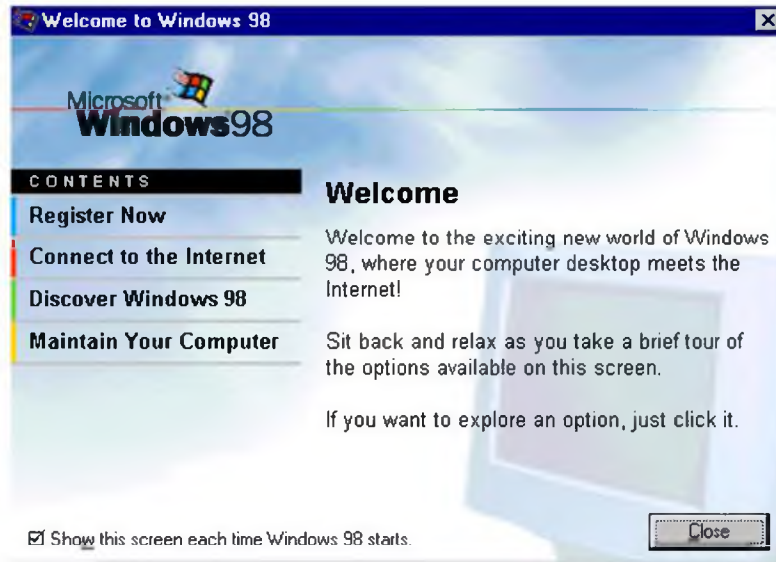 Welcome to Windows 98
Microsoft
Windows98
CONTENTS
Register Now
Connect to the Internet
Discover Windows 98
Maintain Your Computer
Welcome
Welcome to the exciting new world of Windows
98, where your computer desktop meets the
Internet!
Sit back and relax as you take a brief tour of
the options available on this screen.
If you want to explore an option, just click it.
Show this screen each time Windows 98 starts.
Close